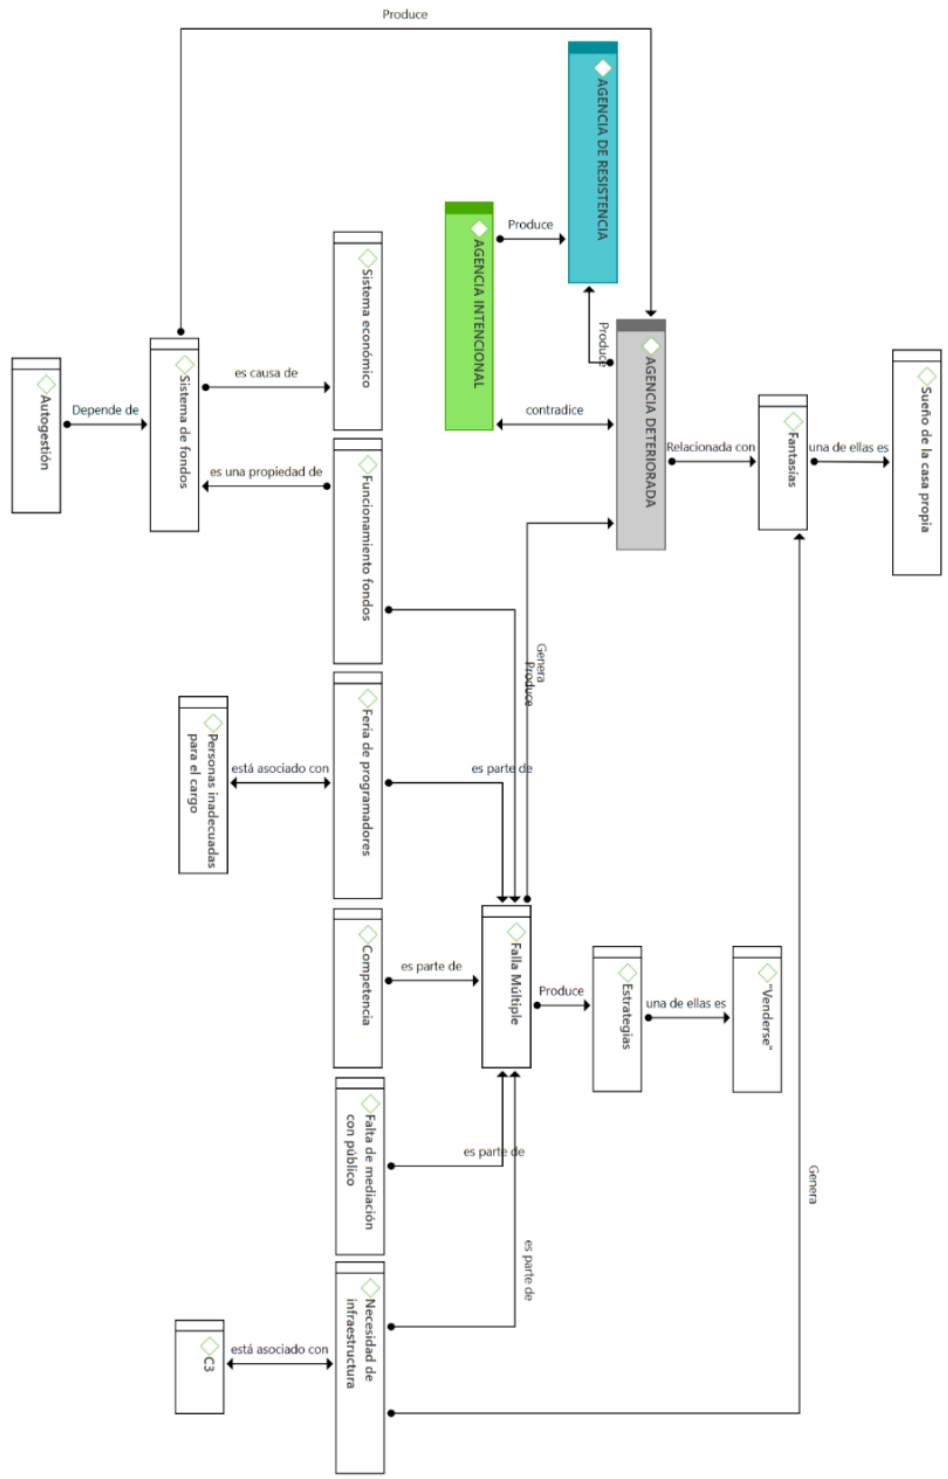 Produce
AGENCIA DE RESISTENCIA
AGENCIA INTENCIONAL
Produce
Produce
Sistema económico
AGENCIA DETERIORADA
Sueño de la casa propia
Autogestión
Depende de
Sistema de fondos
es causa de
contradice
Relacionada con
Fantasías
una de ellas es
es una propiedad de
Funcionamiento fondos
Genera
Produce
Personas inadecuadas
para el cargo
está asociado con
Feria de programadores
es parte de
Competencia
es parte de
Falla Múltiple
Produce
Estrategias
una de ellas es
"Venderse"
Falta de mediación
con público
es parte de
Genera
es parte de
C3
está asociado con
Necesidad de
infraestructura